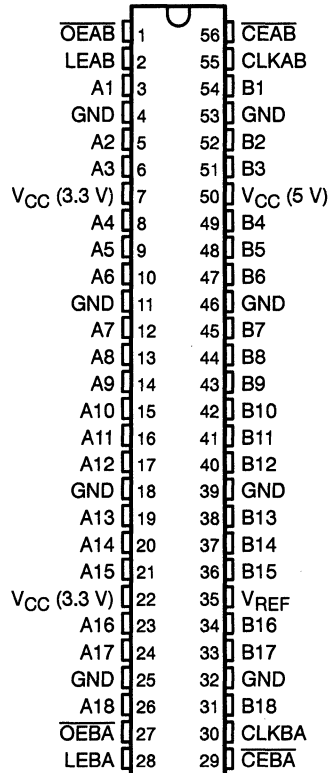 O̅E̅A̅B̅ 1 56 C̅E̅A̅B̅
LEAB 2 55 CLKAB
A1 3 54 B1
GND 4 53 GND
A2 5 52 B2
A3 6 51 B3
VCC (3.3 V) 7 50 VCC (5 V)
A4 8 49 B4
A5 9 48 B5
A6 10 47 B6
GND 11 46 GND
A7 12 45 B7
A8 13 44 B8
A9 14 43 B9
A10 15 42 B10
A11 16 41 B11
A12 17 40 B12
GND 18 39 GND
A13 19 38 B13
A14 20 37 B14
A15 21 36 B15
VCC (3.3 V) 22 35 VREF
A16 23 34 B16
A17 24 33 B17
GND 25 32 GND
A18 26 31 B18
O̅E̅B̅A̅ 27 30 CLKBA
LEBA 28 29 C̅E̅B̅A̅